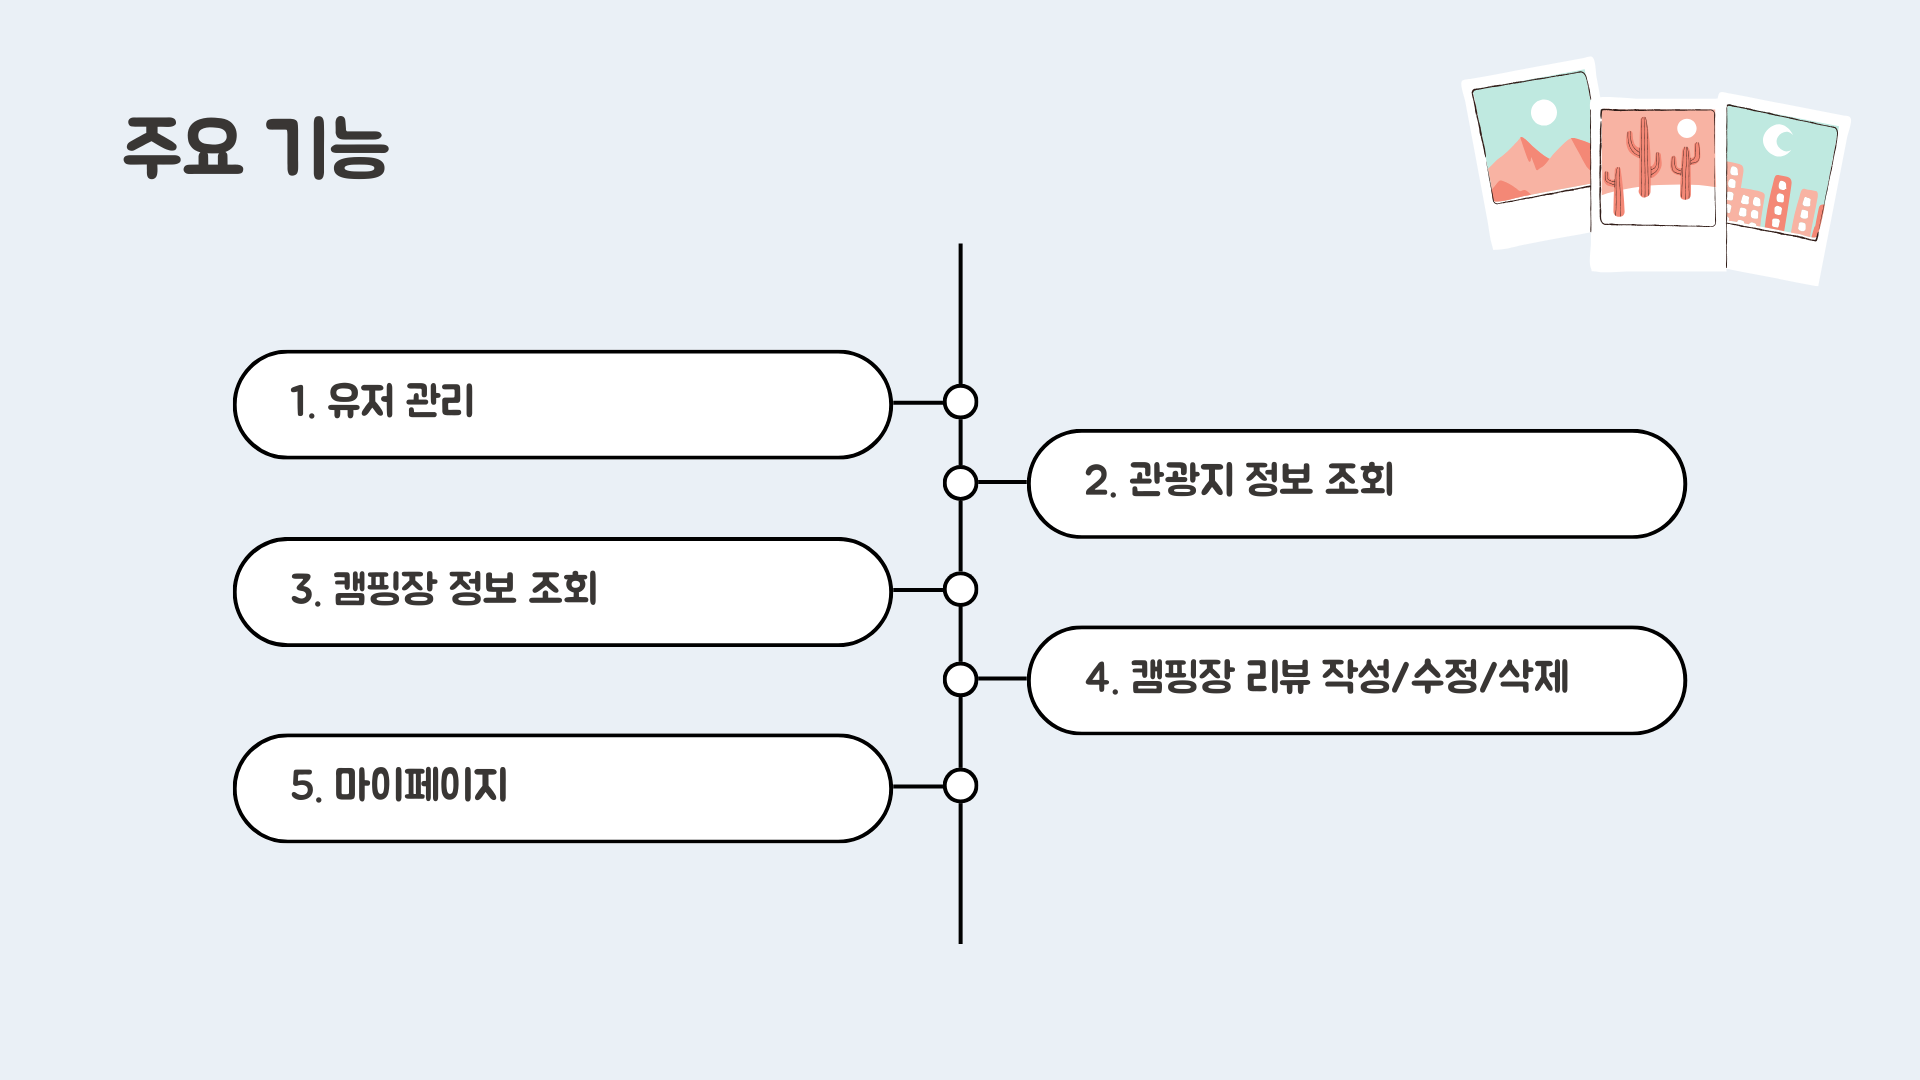 주요 기능
1. 유저 관리
2. 관광지 정보 조회
3. 캠핑장 정보 조회
4. 캠핑장 리뷰 작성/수정/삭제
5. 마이페이지